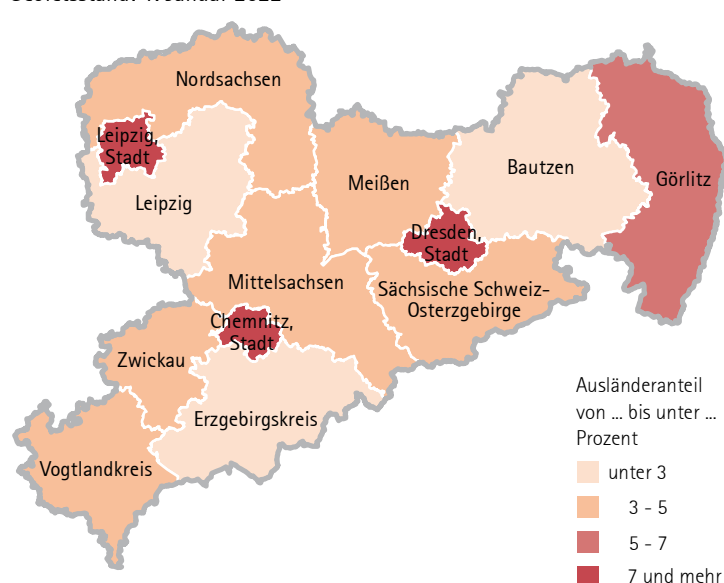 Nordsachsen
Leipzig,
Stadt
Leipzig
Meißen
Bautzen
Görlitz
Dresden,
Stadt
Mittelsachsen
Sächsische Schweiz-
Osterzgebirge
Chemnitz,
Stadt
Zwickau
Erzgebirgskreis
Vogtlandkreis
Ausländeranteil
von ... bis unter ...
Prozent
unter 3
3 - 5
5 - 7
7 und mehr